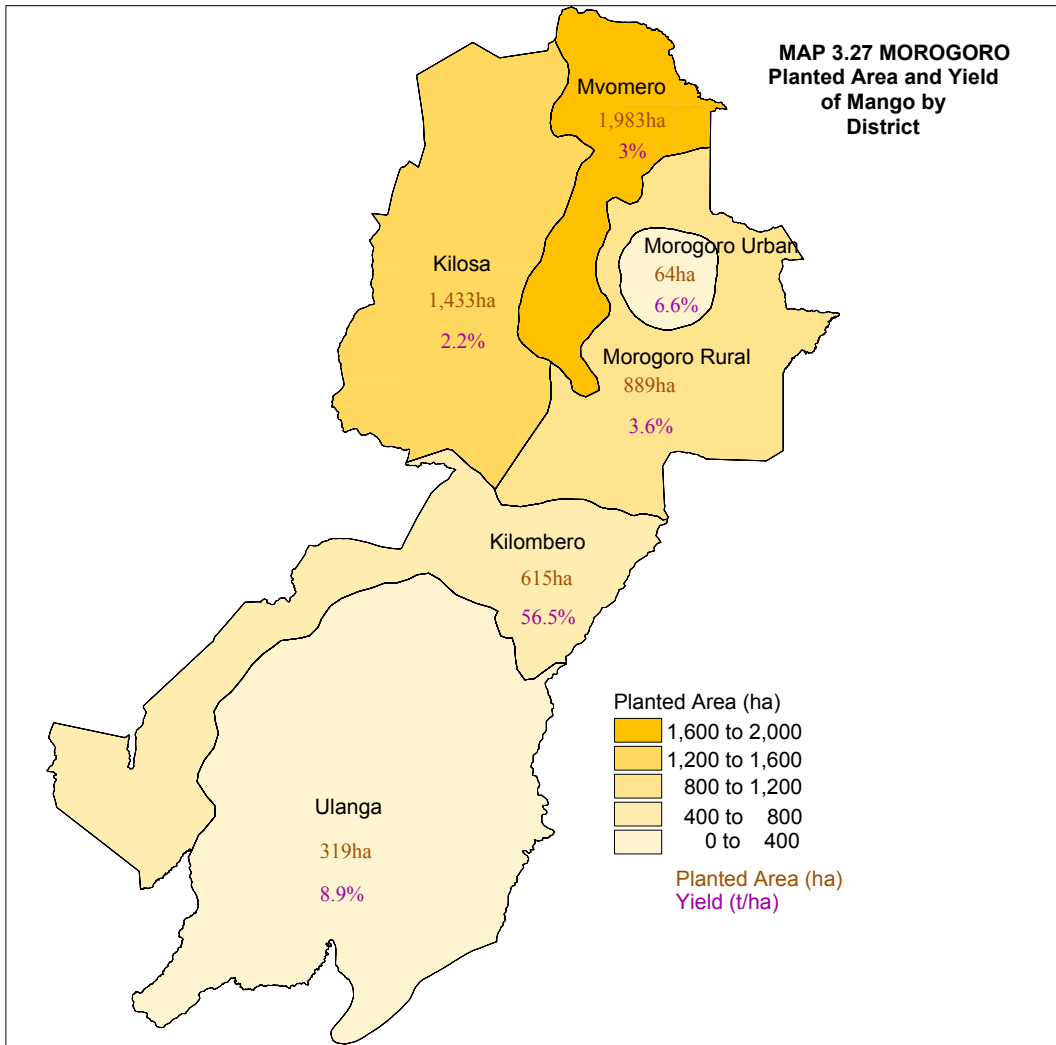 MAP 3.27 MOROGORO
Planted Area and Yield
of Mango by
District
Mvomero
1,983ha
3%
Morogoro Urban
64ha
6.6%
Kilosa
1,433ha
2.2%
Morogoro Rural
889ha
3.6%
Kilombero
615ha
56.5%
Ulanga
319ha
8.9%
Planted Area (ha)
1,600 to 2,000
1,200 to 1,600
800 to 1,200
400 to 800
0 to 400
Planted Area (ha)
Yield (t/ha)